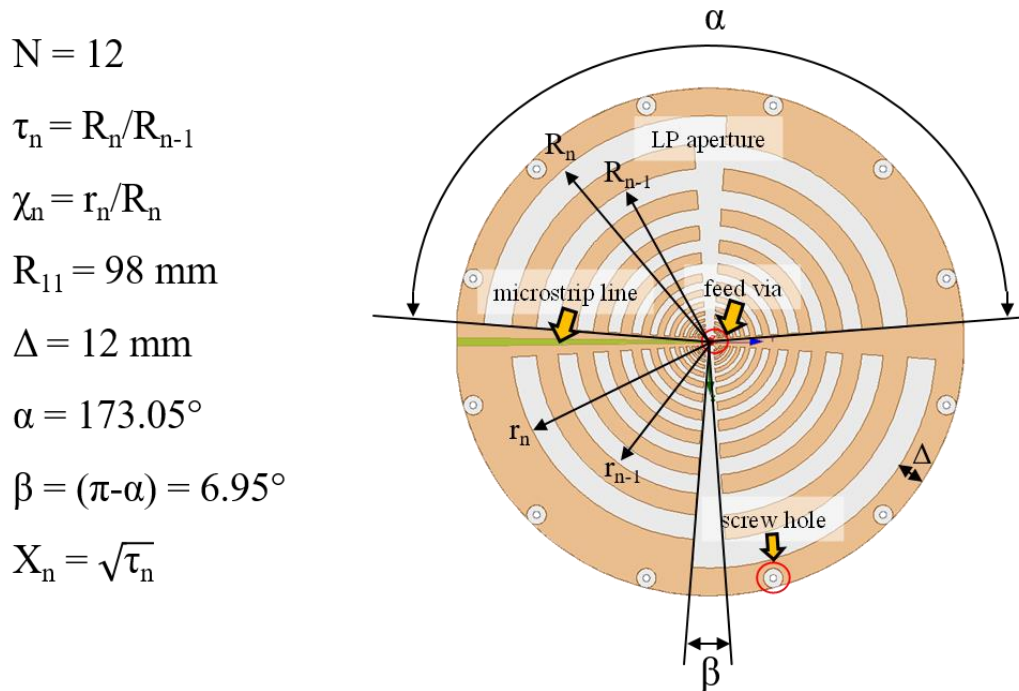 N = 12
τₙ = Rₙ/Rₙ₋₁
χₙ = rₙ/Rₙ
R₁₁ = 98 mm
Δ = 12 mm
α = 173.05°
β = (π-α) = 6.95°
Xₙ = √τₙ
α
LP aperture
Rₙ
Rₙ₋₁
microstrip line
feed via
rₙ
rₙ₋₁
Δ
screw hole
β